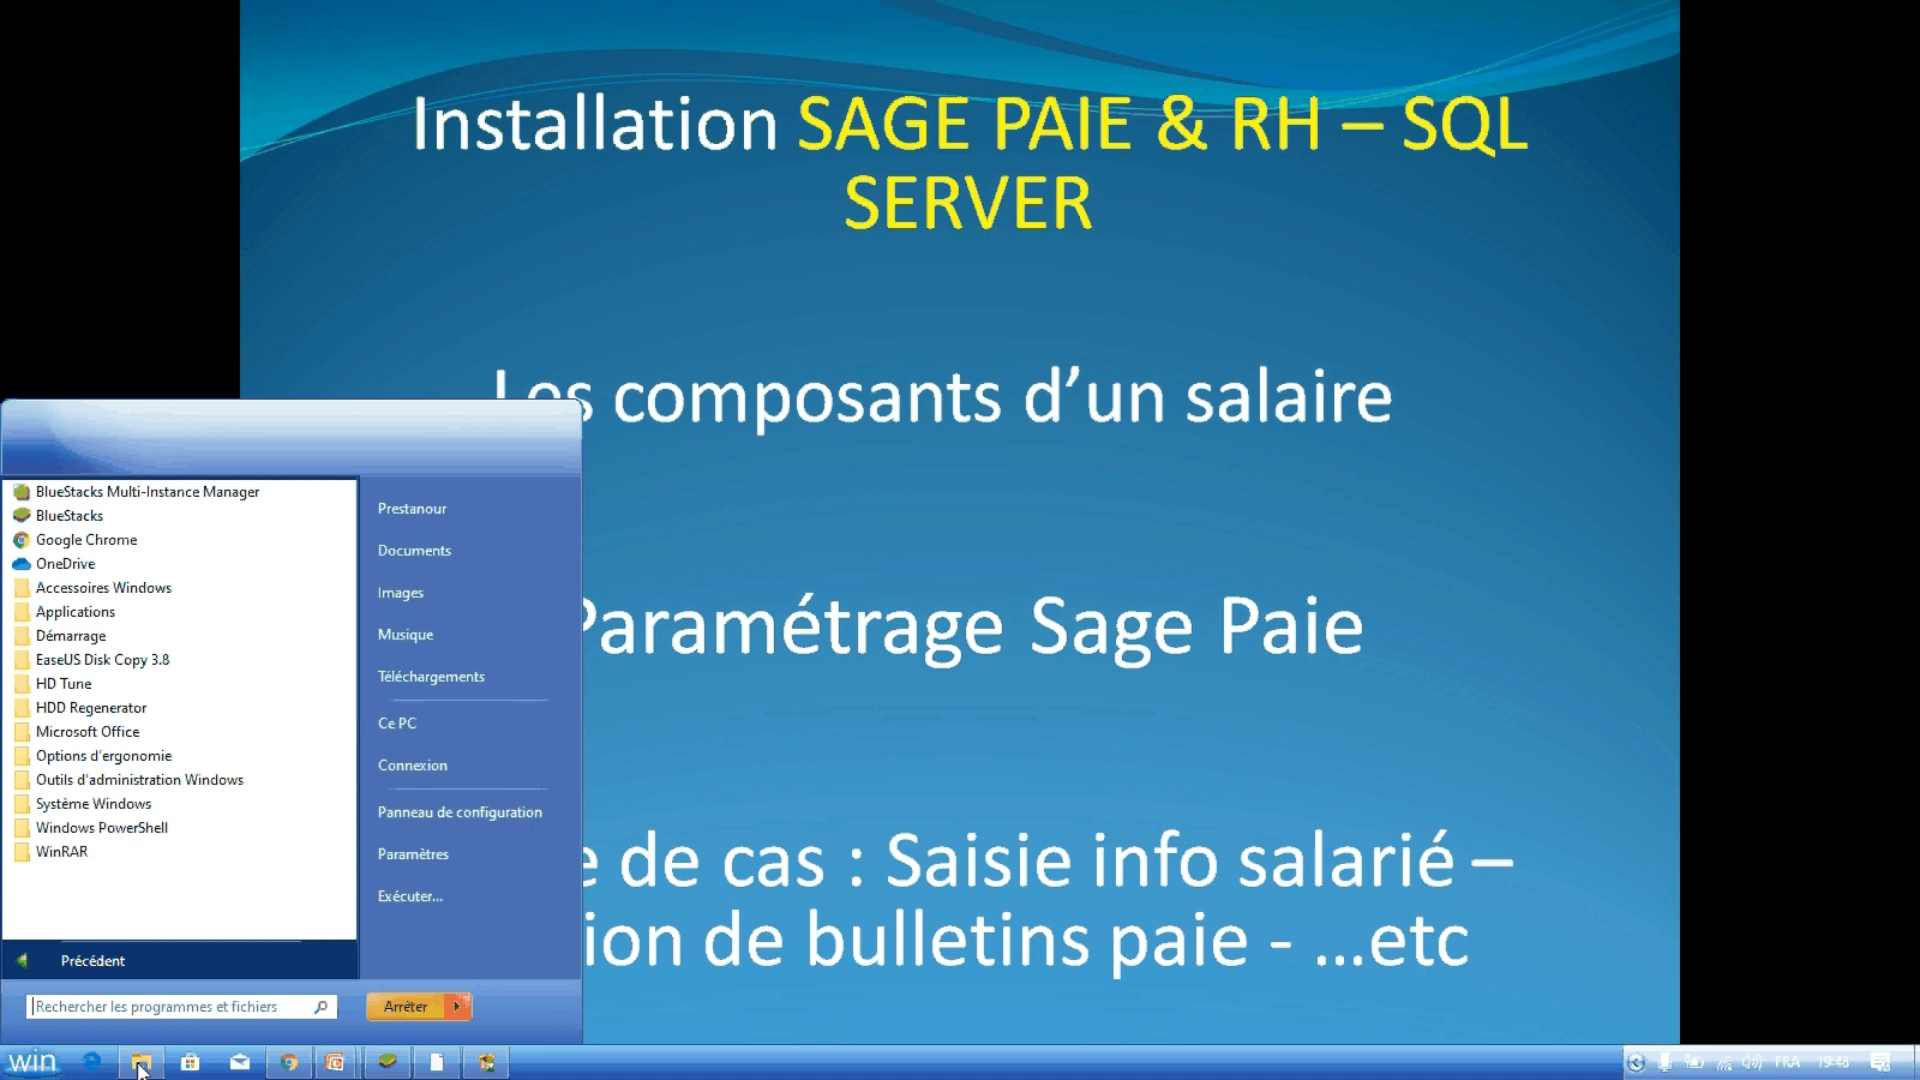 Installation SAGE PAIE & RH – SQL
SERVER
Les composants d’un salaire
Paramétrage Sage Paie
e de cas : Saisie info salarié –
ion de bulletins paie - ...etc
BlueStacks Multi-Instance Manager
BlueStacks
Google Chrome
OneDrive
Accessoires Windows
Applications
Démarrage
EaseUS Disk Copy 3.8
HD Tune
HDD Regenerator
Microsoft Office
Options d'ergonomie
Outils d'administration Windows
Système Windows
Windows PowerShell
WinRAR
Précédent
Rechercher les programmes et fichiers
Prestanour
Documents
Images
Musique
Téléchargements
Ce PC
Connexion
Panneau de configuration
Paramètres
Exécuter...
Arrêter
win
FRA
19:48